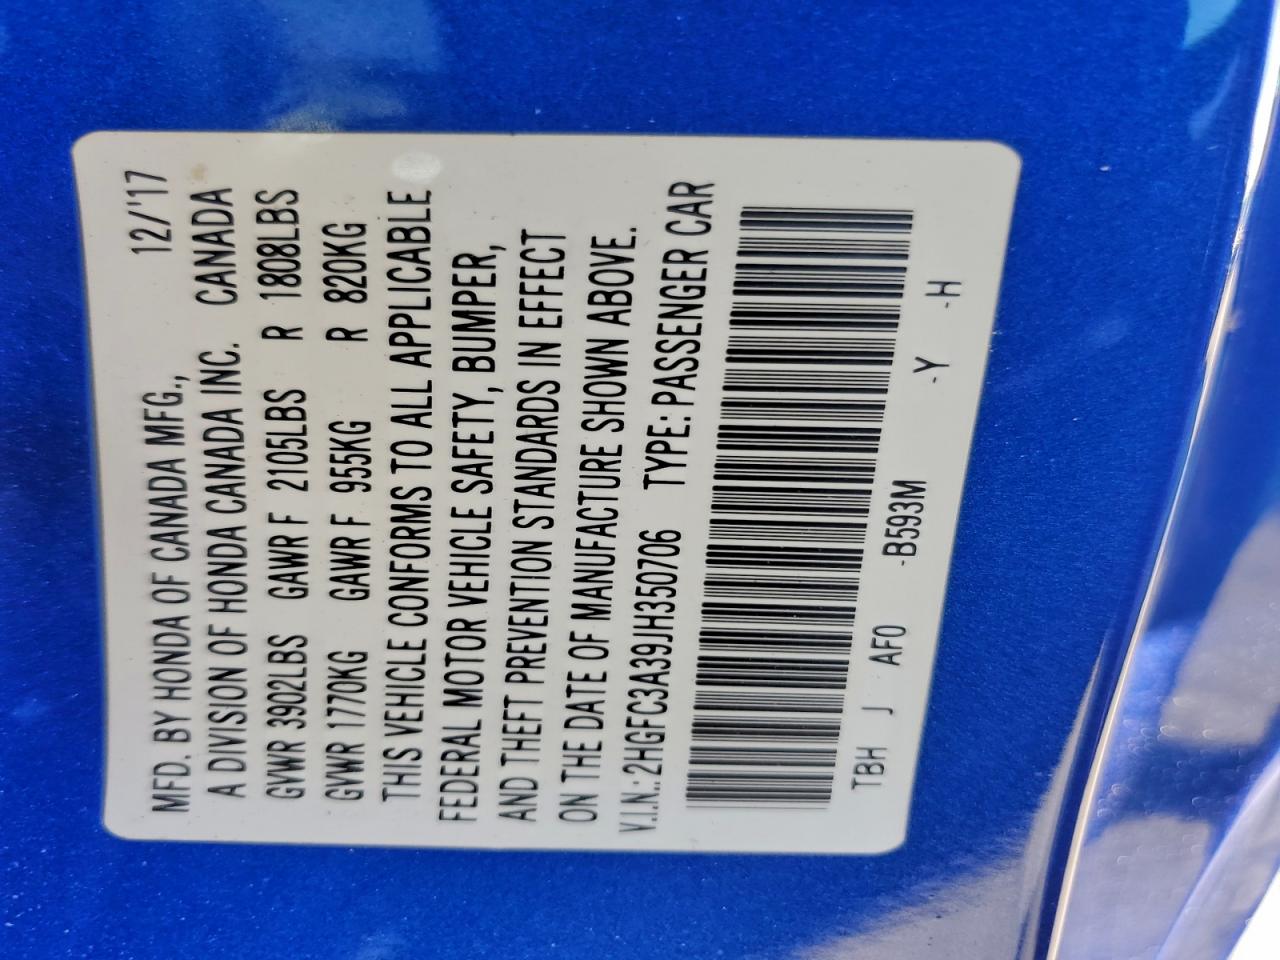 MFD. BY HONDA OF CANADA MFG., 12/'17
A DIVISION OF HONDA CANADA INC. CANADA
GVWR 3902LBS GAWR F 2105LBS R 1808LBS
GVWR 1770KG GAWR F 955KG R 820KG
THIS VEHICLE CONFORMS TO ALL APPLICABLE
FEDERAL MOTOR VEHICLE SAFETY, BUMPER,
AND THEFT PREVENTION STANDARDS IN EFFECT
ON THE DATE OF MANUFACTURE SHOWN ABOVE.
V.I.N.: 2HGFC3A39JH350706 TYPE: PASSENGER CAR
TBH J AF0 -B593M -Y -H